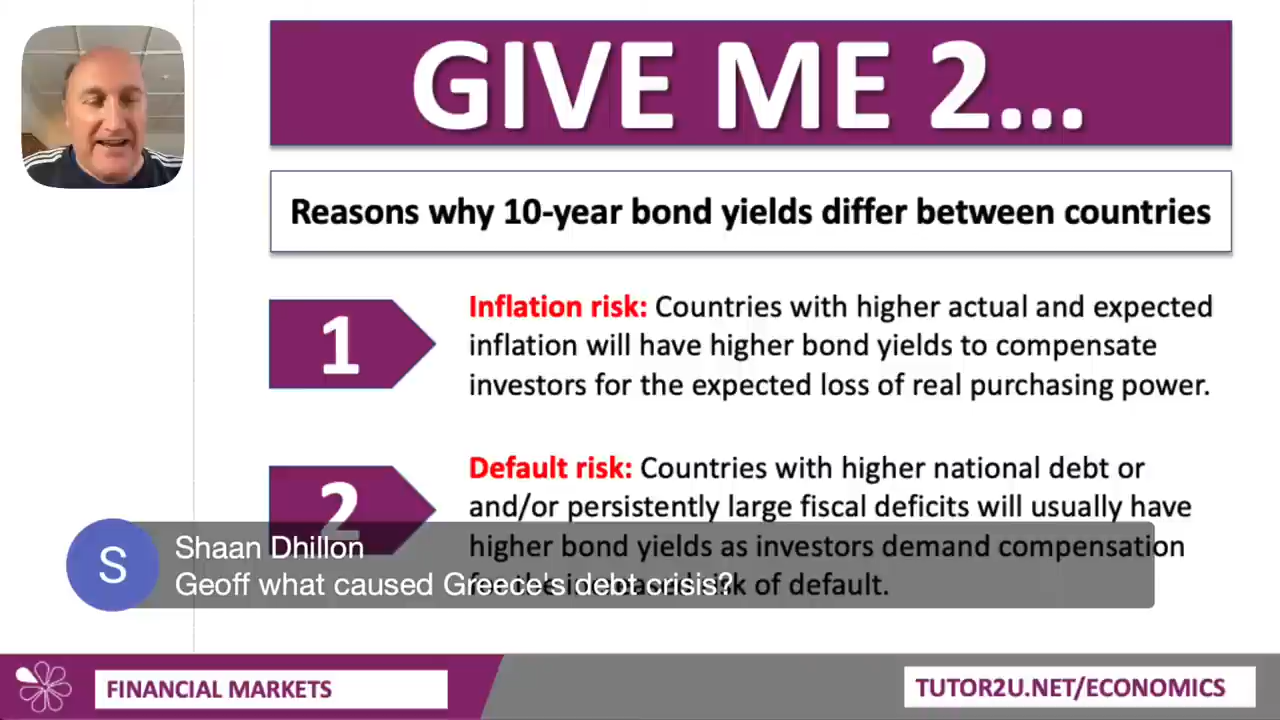 GIVE ME 2...
Reasons why 10-year bond yields differ between countries
1
Inflation risk: Countries with higher actual and expected
inflation will have higher bond yields to compensate
investors for the expected loss of real purchasing power.
2
Default risk: Countries with higher national debt or
and/or persistently large fiscal deficits will usually have
higher bond yields as investors demand compensation
for the risk of default.
S
Shaan Dhillon
Geoff what caused Greece's debt crisis?
FINANCIAL MARKETS
TUTOR2U.NET/ECONOMICS